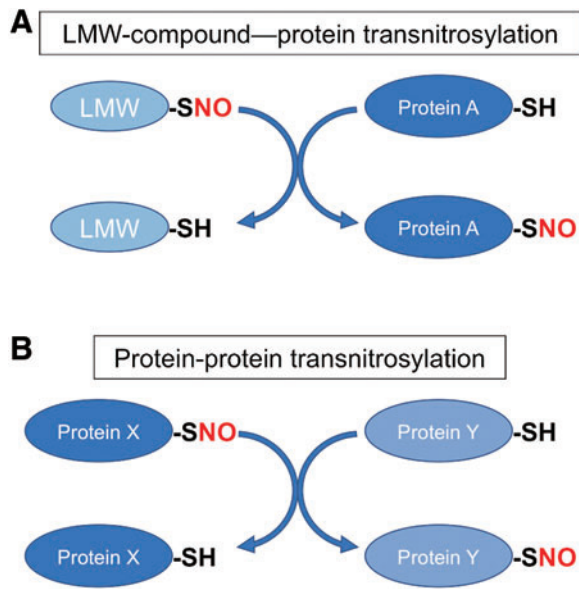 A
LMW-compound—protein transnitrosylation
LMW -SNO Protein A -SH
LMW -SH Protein A -SNO
B
Protein-protein transnitrosylation
Protein X -SNO Protein Y -SH
Protein X -SH Protein Y -SNO